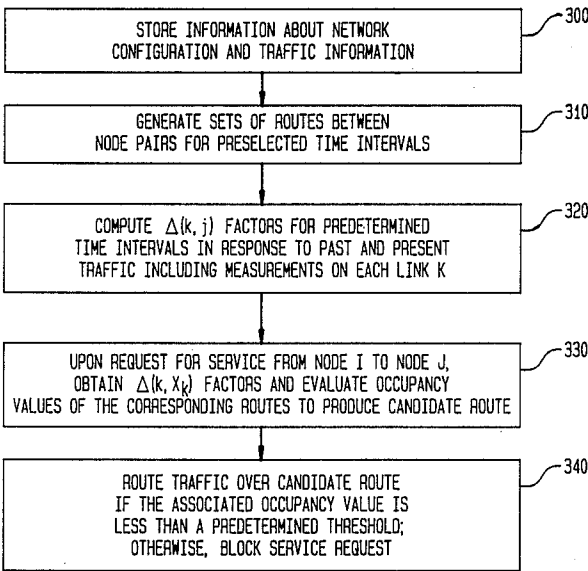 STORE INFORMATION ABOUT NETWORK
CONFIGURATION AND TRAFFIC INFORMATION
300
GENERATE SETS OF ROUTES BETWEEN
NODE PAIRS FOR PRESELECTED TIME INTERVALS
310
COMPUTE Δ(k, j) FACTORS FOR PREDETERMINED
TIME INTERVALS IN RESPONSE TO PAST AND PRESENT
TRAFFIC INCLUDING MEASUREMENTS ON EACH LINK K
320
UPON REQUEST FOR SERVICE FROM NODE I TO NODE J,
OBTAIN Δ(k, Xk) FACTORS AND EVALUATE OCCUPANCY
VALUES OF THE CORRESPONDING ROUTES TO PRODUCE CANDIDATE ROUTE
330
ROUTE TRAFFIC OVER CANDIDATE ROUTE
IF THE ASSOCIATED OCCUPANCY VALUE IS
LESS THAN A PREDETERMINED THRESHOLD;
OTHERWISE, BLOCK SERVICE REQUEST
340